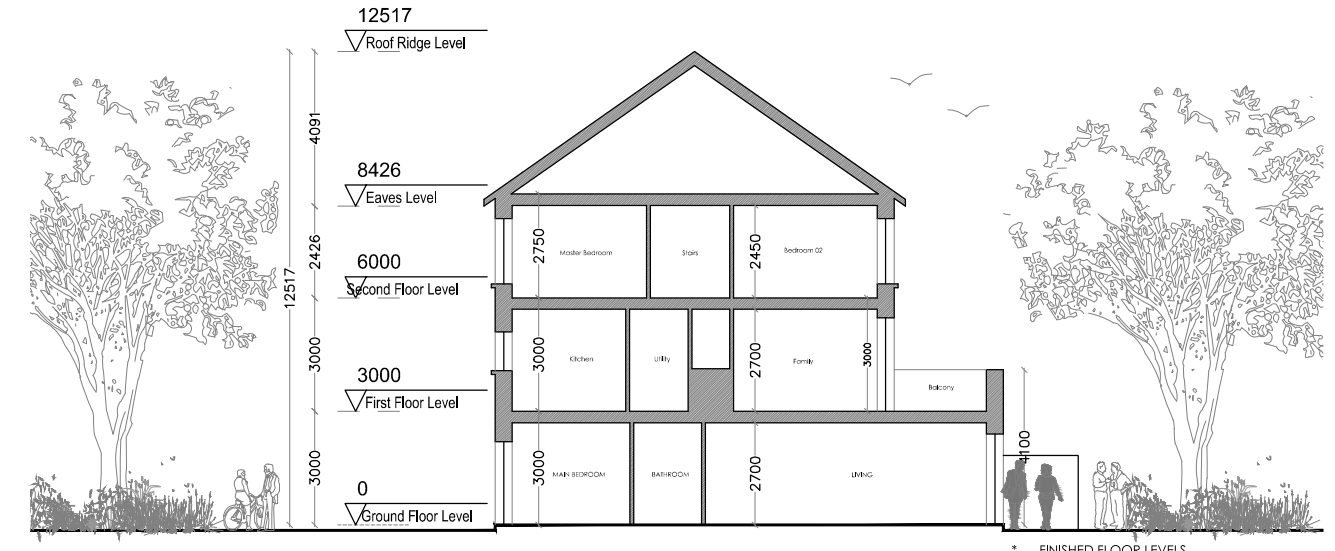 12517
Roof Ridge Level
4091
8426
Eaves Level
2426
12517
6000
Second Floor Level
2750
Master Bedroom
Stairs
2450
Bedroom 02
3000
3000
First Floor Level
3000
Kitchen
Utility
2700
Family
3000
Balcony
3000
0
Ground Floor Level
3000
MAIN BEDROOM
BATHROOM
2700
LIVING
4100
* FINISHED FLOOR LEVELS